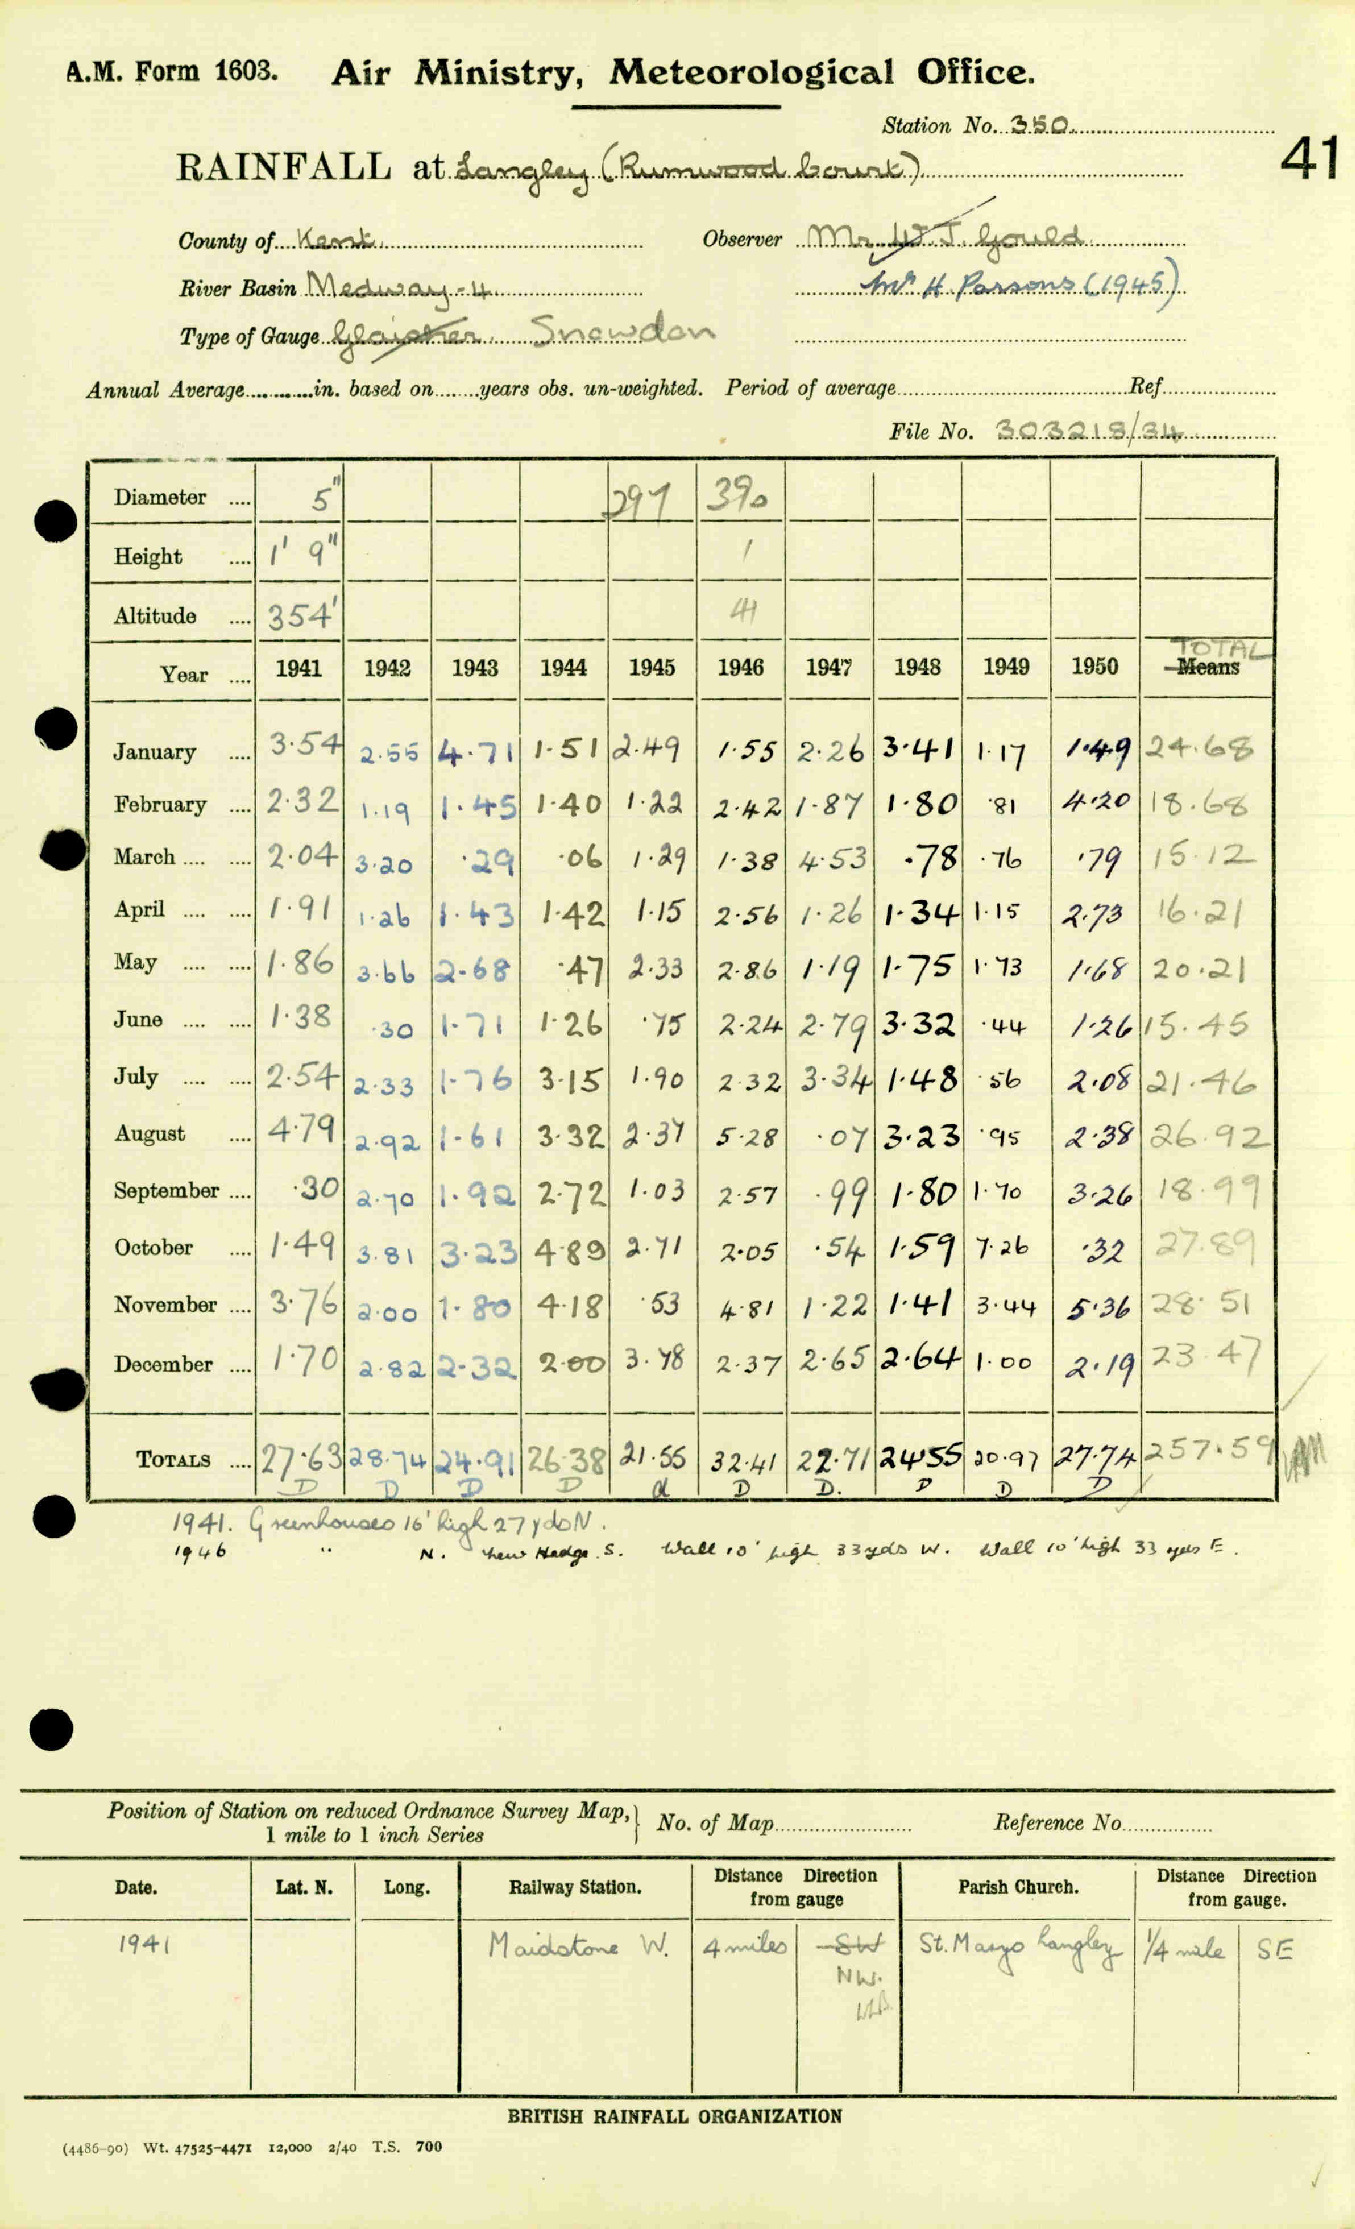 A.M. Form 1603. Air Ministry, Meteorological Office.
Station No. 350
41
RAINFALL at Langley (Rumwood Court)
County of Kent Observer Mr W.J. Gould
River Basin Medway-4 Mr H. Parsons (1945)
Type of Gauge Glaisher Snowdon
Annual Average in. based on years obs. un-weighted. Period of average Ref
File No. 303218/34
Diameter 5" 297 390
Height 1' 9" 1
Altitude 354' 41
TOTAL
Year 1941 1942 1943 1944 1945 1946 1947 1948 1949 1950 Means
January 3.54 2.55 4.71 1.51 2.49 1.55 2.26 3.41 1.17 1.49 24.68
February 2.32 1.19 1.45 1.40 1.22 2.42 1.87 1.80 .81 4.20 18.68
March 2.04 3.20 .29 .06 1.29 1.38 4.53 .78 .76 .79 15.12
April 1.91 1.26 1.43 1.42 1.15 2.56 1.26 1.34 1.15 2.73 16.21
May 1.86 3.66 2.68 .47 2.33 2.86 1.19 1.75 1.73 1.68 20.21
June 1.38 .30 1.71 1.26 .75 2.24 2.79 3.32 .44 1.26 15.45
July 2.54 2.33 1.76 3.15 1.90 2.32 3.34 1.48 .56 2.08 21.46
August 4.79 2.92 1.61 3.32 2.37 5.28 .07 3.23 .95 2.38 26.92
September .30 2.70 1.92 2.72 1.03 2.57 .99 1.80 1.70 3.26 18.99
October 1.49 3.81 3.23 4.89 2.71 2.05 .54 1.59 7.26 .32 27.89
November 3.76 2.00 1.80 4.18 .53 4.81 1.22 1.41 3.44 5.36 28.51
December 1.70 2.82 2.32 2.00 3.78 2.37 2.65 2.64 1.00 2.19 23.47
TOTALS 27.63 28.74 24.91 26.38 21.55 32.41 22.71 24.55 20.97 27.74 257.59
D D D D d D D. D D D
1941. Greenhouses 16' high 27 yds N.
1946 " N. Hedge S. Wall 10' high 33 yds W. Wall 10' high 33 yds E.
Position of Station on reduced Ordnance Survey Map, No. of Map Reference No.
1 mile to 1 inch Series
Date. Lat. N. Long. Railway Station. Distance from gauge Direction Parish Church. Distance from gauge. Direction
1941 Maidstone W. 4 miles SW St. Marys Langley 1/4 mile SE
NW.
BRITISH RAINFALL ORGANIZATION
(4486-90) Wt. 47525-4471 12,000 2/40 T.S. 700